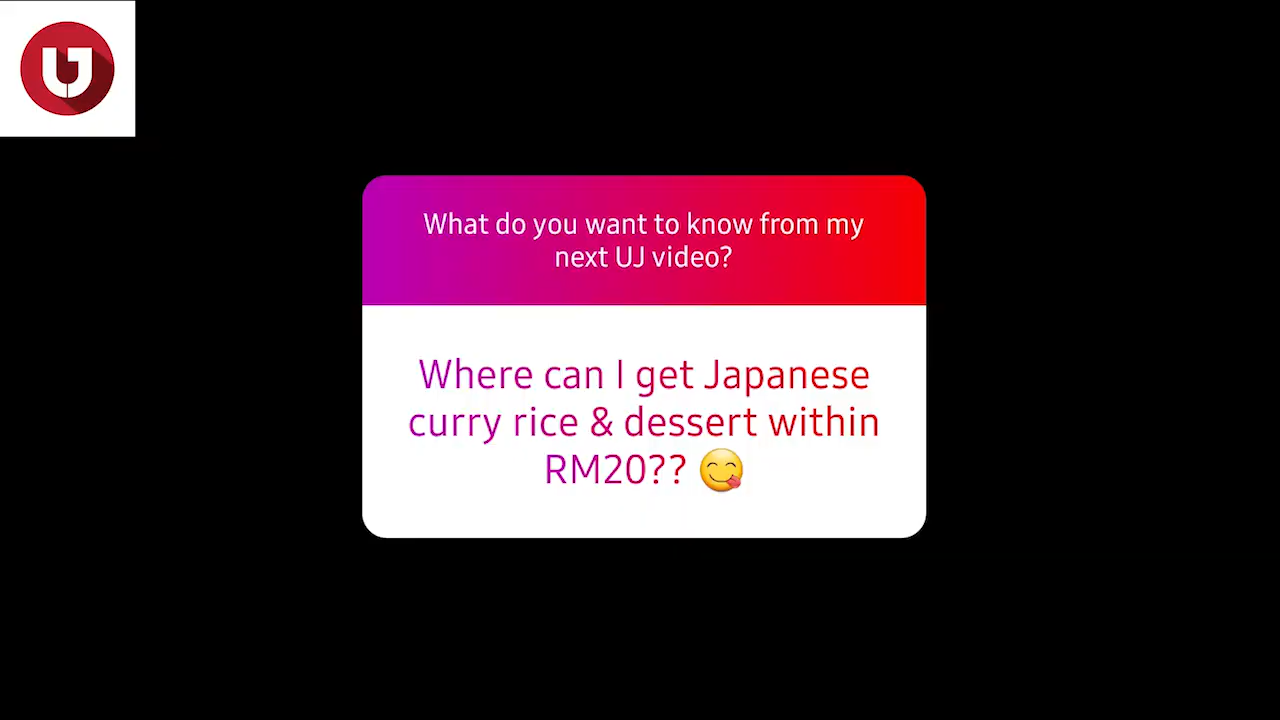 UJ
What do you want to know from my
next UJ video?
Where can I get Japanese
curry rice & dessert within
RM20?? 😋